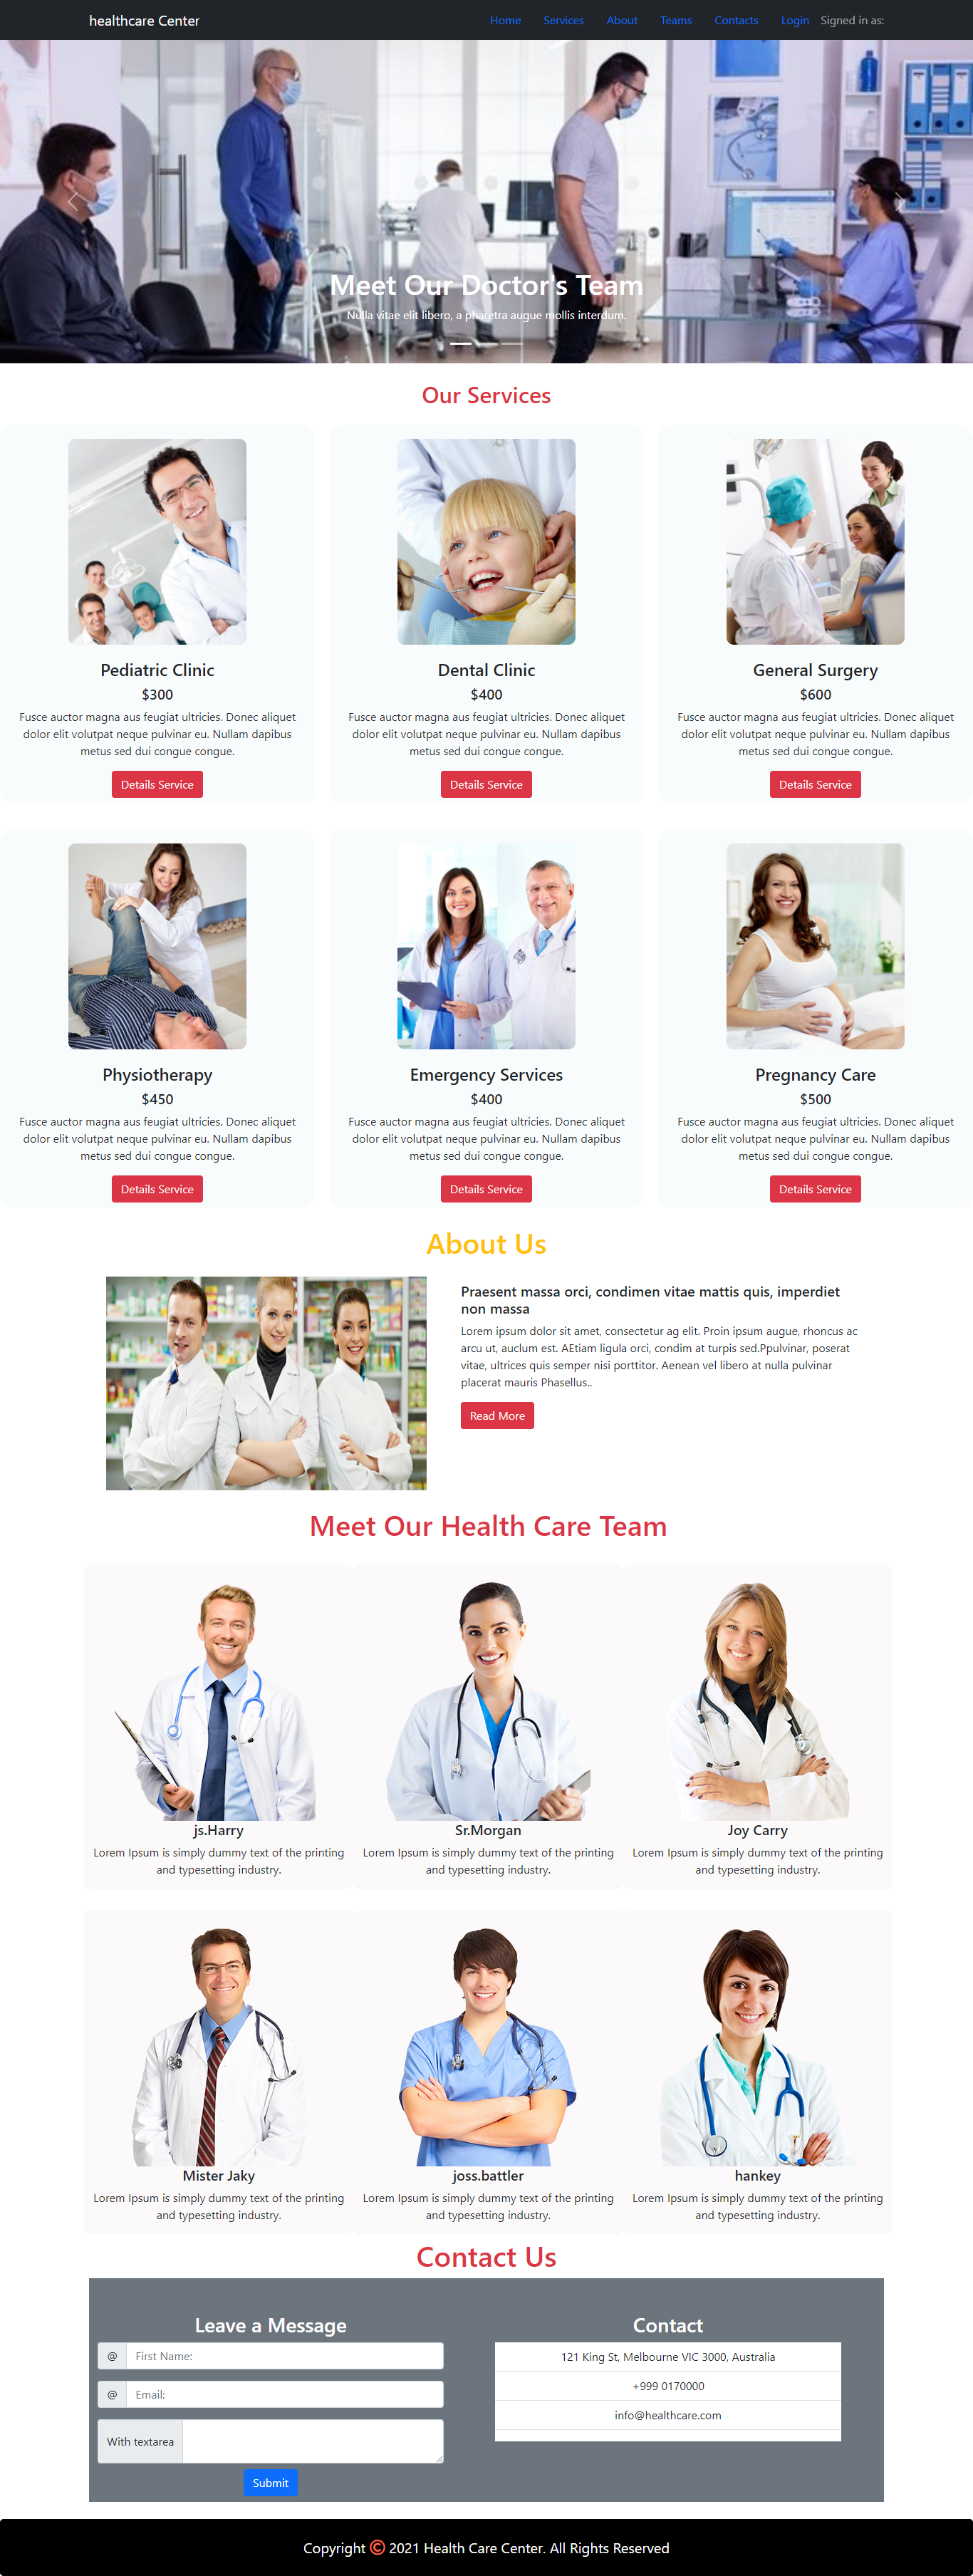 healthcare Center Home Services About Teams Contacts Login Signed in as:
Meet Our Doctor's Team
Nulla vitae elit libero, a pharetra augue mollis interdum.
Our Services
Pediatric Clinic
$300
Fusce auctor magna aus feugiat ultricies. Donec aliquet
dolor elit volutpat neque pulvinar eu. Nullam dapibus
metus sed dui congue congue.
Details Service
Dental Clinic
$400
Fusce auctor magna aus feugiat ultricies. Donec aliquet
dolor elit volutpat neque pulvinar eu. Nullam dapibus
metus sed dui congue congue.
Details Service
General Surgery
$600
Fusce auctor magna aus feugiat ultricies. Donec aliquet
dolor elit volutpat neque pulvinar eu. Nullam dapibus
metus sed dui congue congue.
Details Service
Physiotherapy
$450
Fusce auctor magna aus feugiat ultricies. Donec aliquet
dolor elit volutpat neque pulvinar eu. Nullam dapibus
metus sed dui congue congue.
Details Service
Emergency Services
$400
Fusce auctor magna aus feugiat ultricies. Donec aliquet
dolor elit volutpat neque pulvinar eu. Nullam dapibus
metus sed dui congue congue.
Details Service
Pregnancy Care
$500
Fusce auctor magna aus feugiat ultricies. Donec aliquet
dolor elit volutpat neque pulvinar eu. Nullam dapibus
metus sed dui congue congue.
Details Service
About Us
Praesent massa orci, condimen vitae mattis quis, imperdiet
non massa
Lorem ipsum dolor sit amet, consectetur ag elit. Proin ipsum augue, rhoncus ac
arcu ut, auclum est. AEtiam ligula orci, condim at turpis sed.Ppulvinar, poserat
vitae, ultrices quis semper nisi porttitor. Aenean vel libero at nulla pulvinar
placerat mauris Phasellus..
Read More
Meet Our Health Care Team
js.Harry
Lorem Ipsum is simply dummy text of the printing
and typesetting industry.
Sr.Morgan
Lorem Ipsum is simply dummy text of the printing
and typesetting industry.
Joy Carry
Lorem Ipsum is simply dummy text of the printing
and typesetting industry.
Mister Jaky
Lorem Ipsum is simply dummy text of the printing
and typesetting industry.
joss.battler
Lorem Ipsum is simply dummy text of the printing
and typesetting industry.
hankey
Lorem Ipsum is simply dummy text of the printing
and typesetting industry.
Contact Us
Leave a Message
@ First Name:
@ Email:
With textarea
Submit
Contact
121 King St, Melbourne VIC 3000, Australia
+999 0170000
info@healthcare.com
Copyright © 2021 Health Care Center. All Rights Reserved